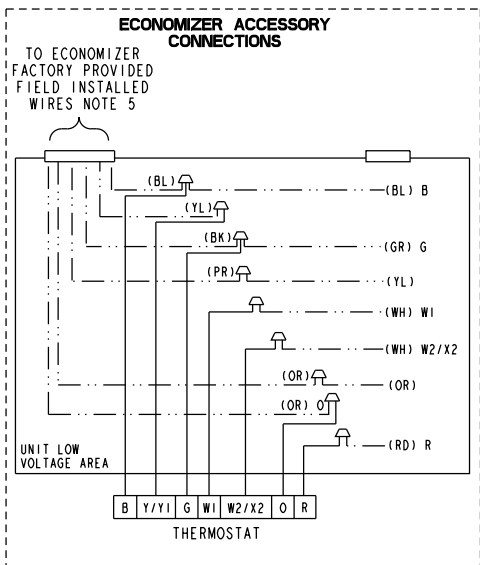 ECONOMIZER ACCESSORY
CONNECTIONS
TO ECONOMIZER
FACTORY PROVIDED
FIELD INSTALLED
WIRES NOTE 5
(BL)
(BL) B
(YL)
(BK)
(GR) G
(PR)
(YL)
(WH) W1
(WH) W2/X2
(OR)
(OR)
(OR) O
(RD) R
UNIT LOW
VOLTAGE AREA
B Y/Y1 G W1 W2/X2 O R
THERMOSTAT